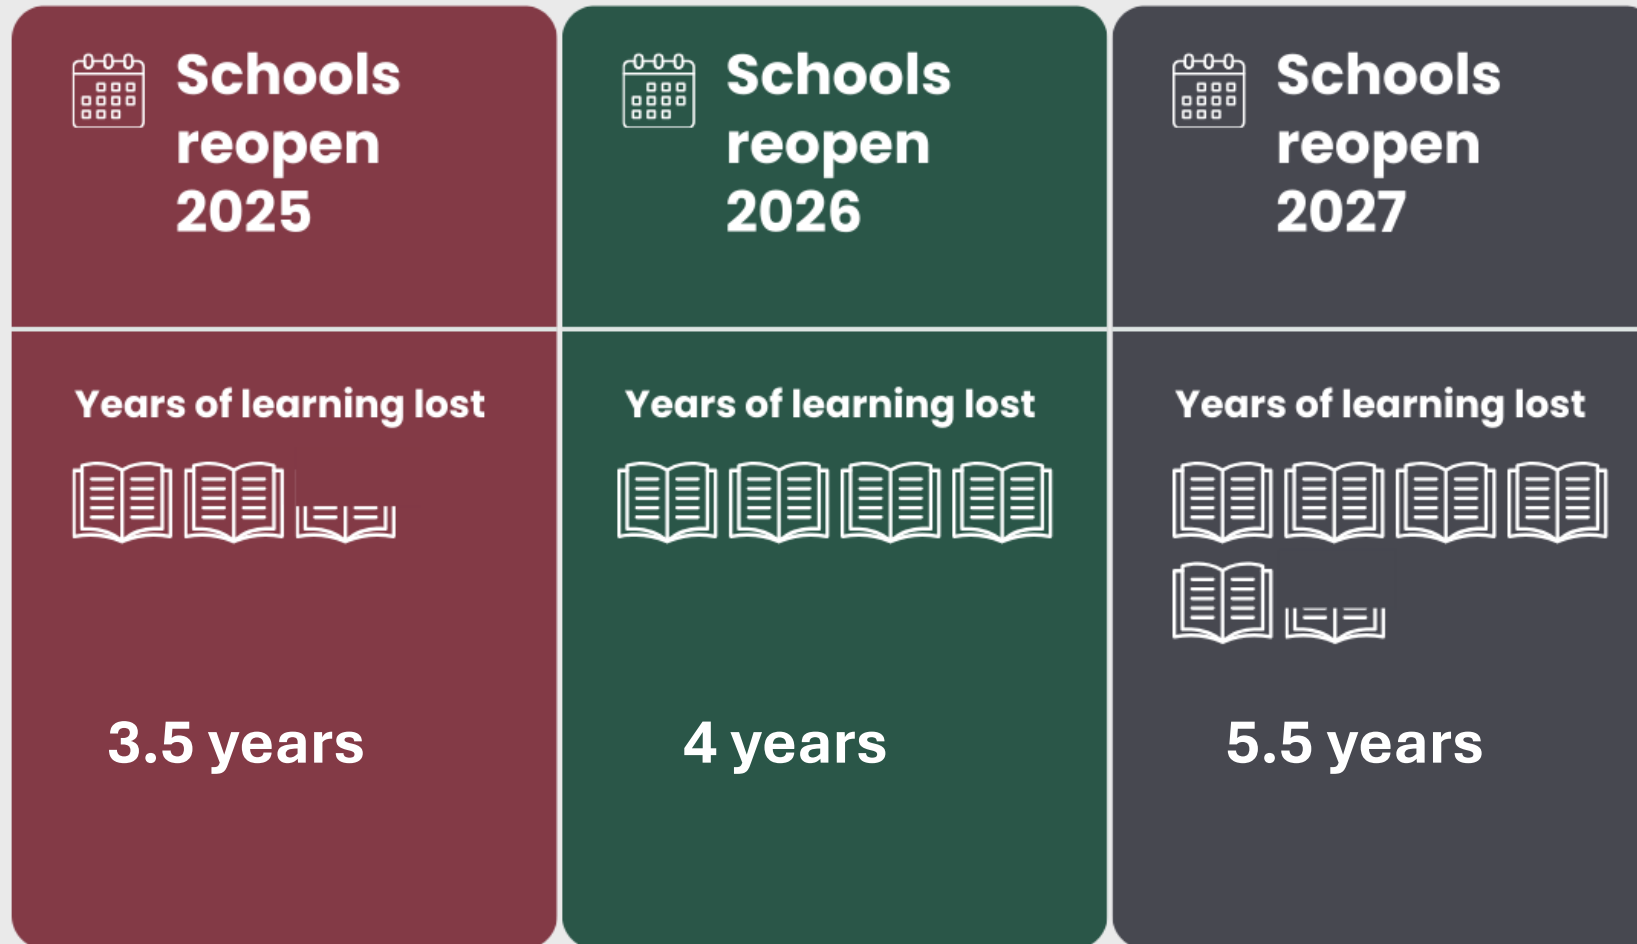 Schools
reopen
2025
Years of learning lost
3.5 years
Schools
reopen
2026
Years of learning lost
4 years
Schools
reopen
2027
Years of learning lost
5.5 years